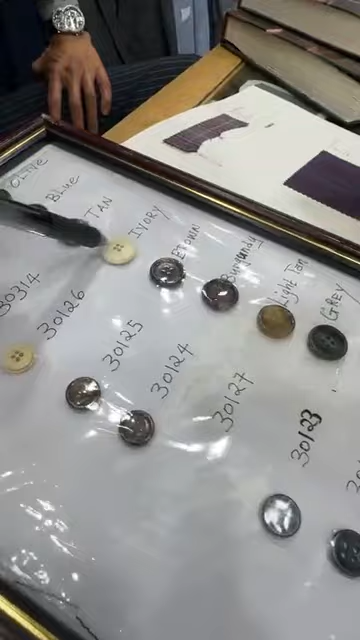 OLIVE
Blue
TAN
IVORY
BROWN
Burgundy
Light Tan
GREY
30314
30126
30125
30124
30127
30123